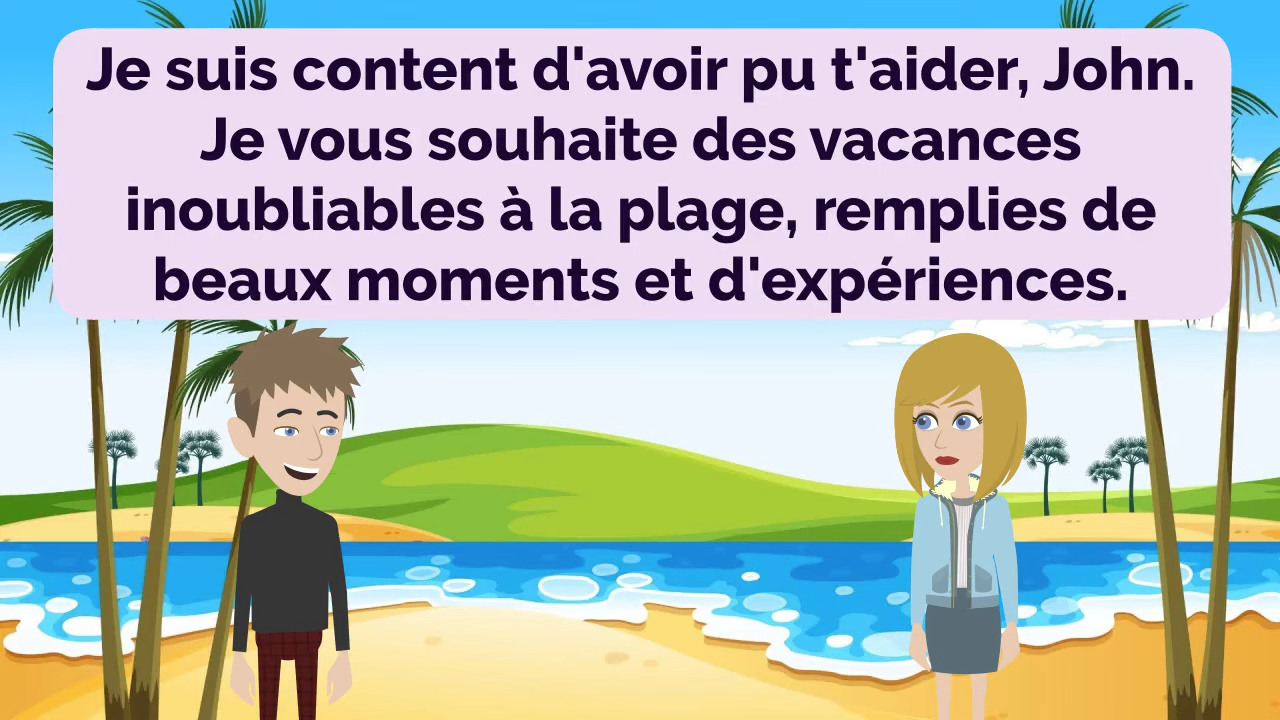 Je suis content d'avoir pu t'aider, John.
Je vous souhaite des vacances
inoubliables à la plage, remplies de
beaux moments et d'expériences.